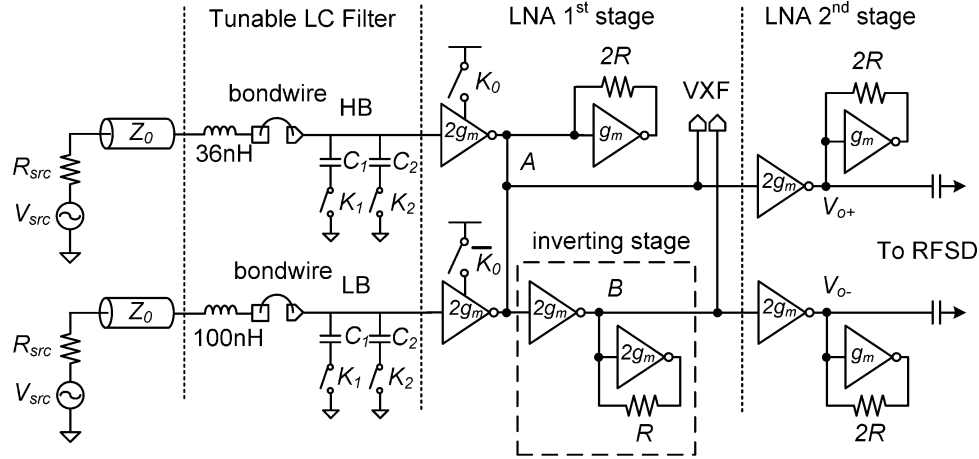 Tunable LC Filter
LNA 1st stage
LNA 2nd stage
2R
K0
VXF
2R
bondwire
HB
Z0
2gm
gm
gm
36nH
C1
C2
A
Rsrc
2gm
Vsrc
K1
K2
Vo+
K̅0
inverting stage
To RFSD
bondwire
LB
B
Vo-
Z0
2gm
2gm
2gm
100nH
C1
C2
2gm
gm
Rsrc
K1
K2
Vsrc
R
2R